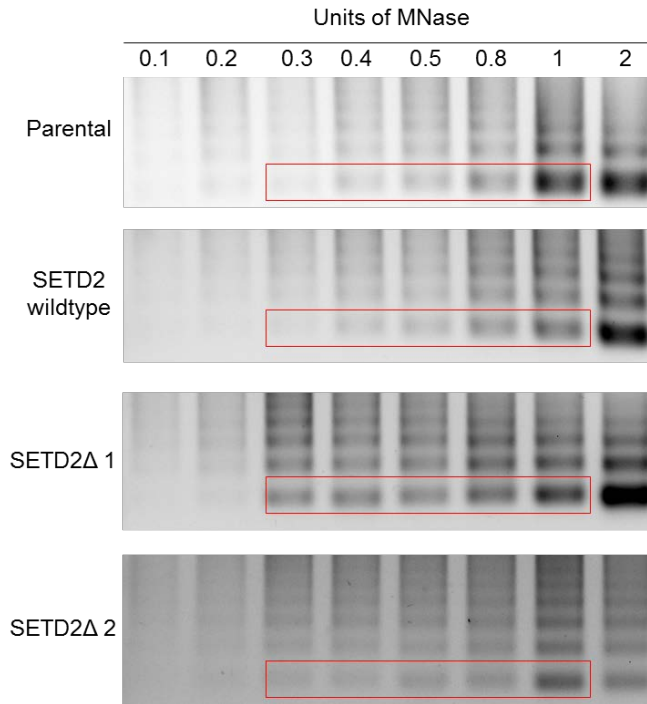 Units of MNase
0.1 0.2 0.3 0.4 0.5 0.8 1 2
Parental
SETD2
wildtype
SETD2Δ 1
SETD2Δ 2